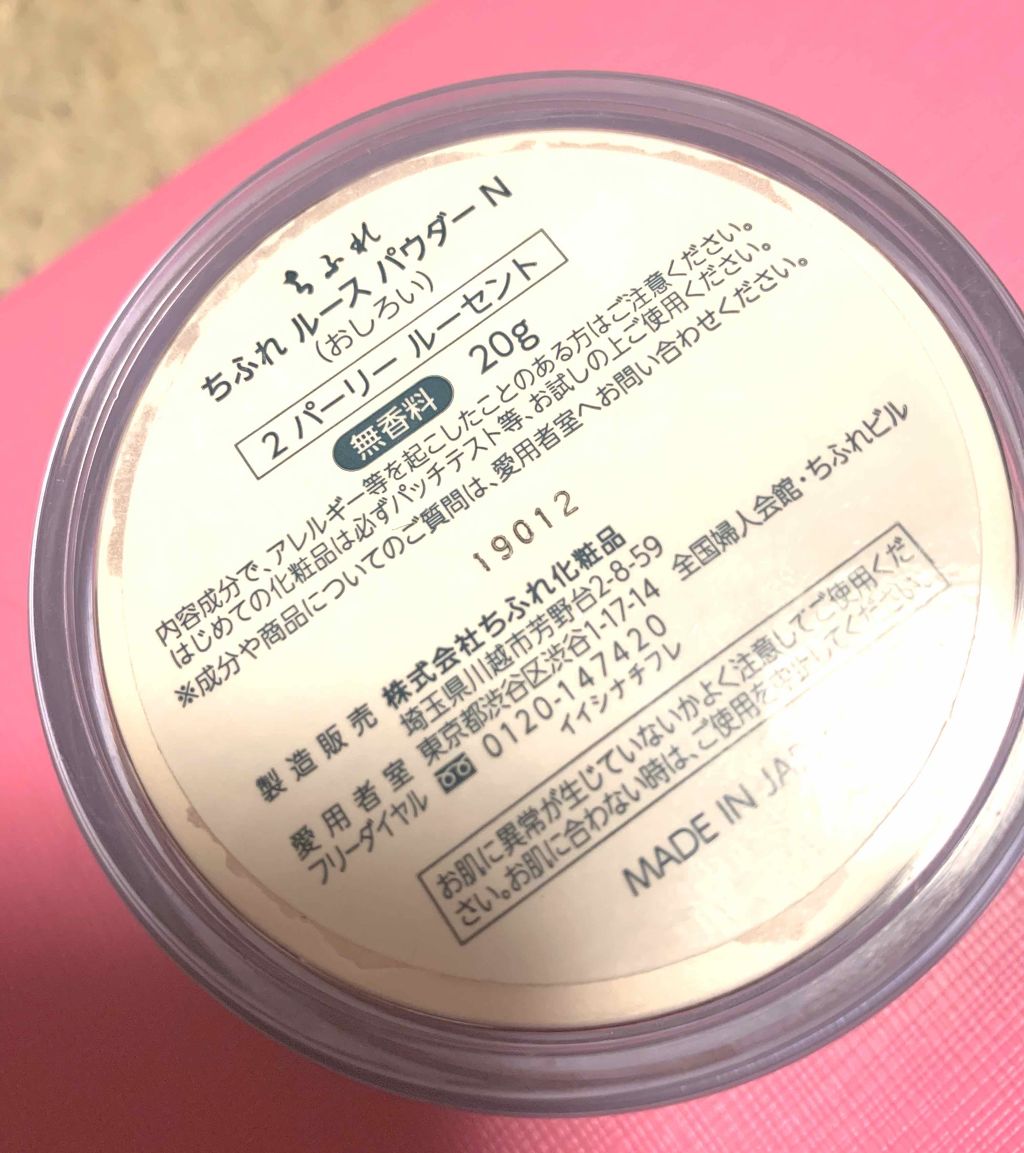 ちふれ
ちふれ ルース パウダー N
(おしろい)
2 パーリー ルーセント
無香料 20g
内容成分で、アレルギー等を起こしたことのある方はご注意ください。
はじめての化粧品は必ずパッチテスト等、お試しの上ご使用ください。
※成分や商品についてのご質問は、愛用者室へお問い合わせください。
19012
製造販売 株式会社ちふれ化粧品
埼玉県川越市芳野台2-8-59
愛用者室 東京都渋谷区渋谷1-17-14 全国婦人会館・ちふれビル
フリーダイヤル 0120-147420
イイシナチフレ
お肌に異常が生じていないかよく注意してご使用くだ
さい。お肌に合わない時は、ご使用を中止してください。
MADE IN JAPAN